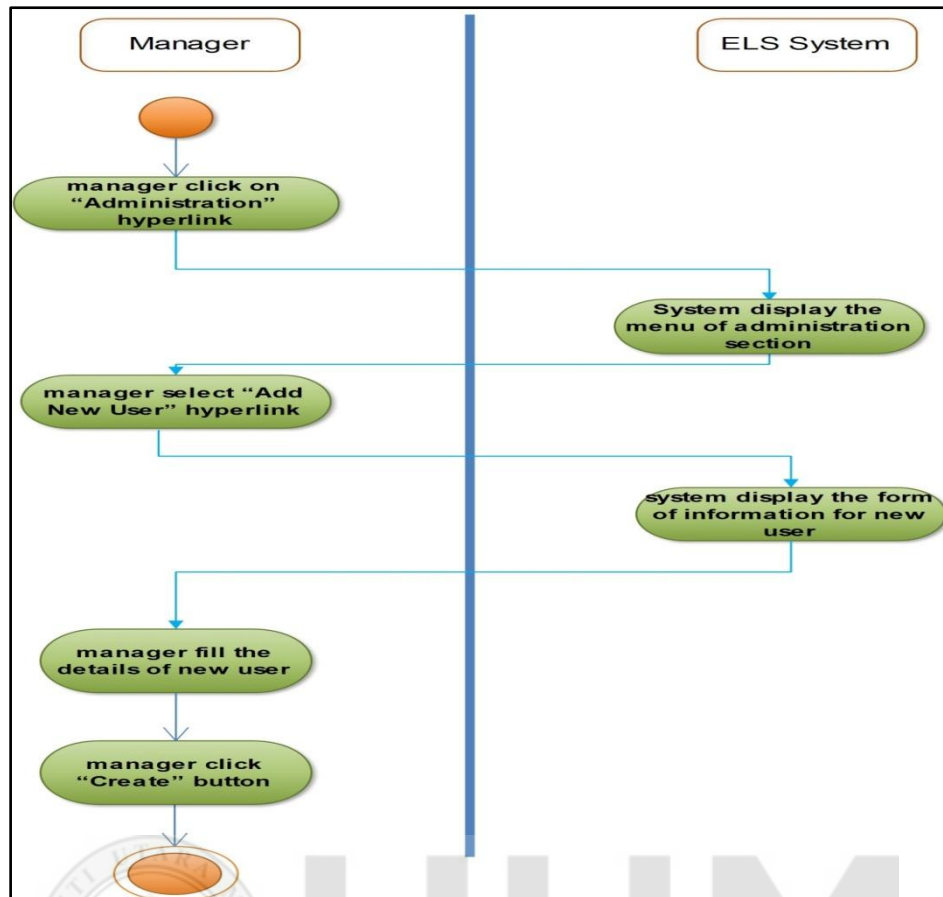 Manager
ELS System
manager click on
“Administration”
hyperlink
System display the
menu of administration
section
manager select “Add
New User” hyperlink
system display the form
of information for new
user
manager fill the
details of new user
manager click
“Create” button
UTARA
UUM